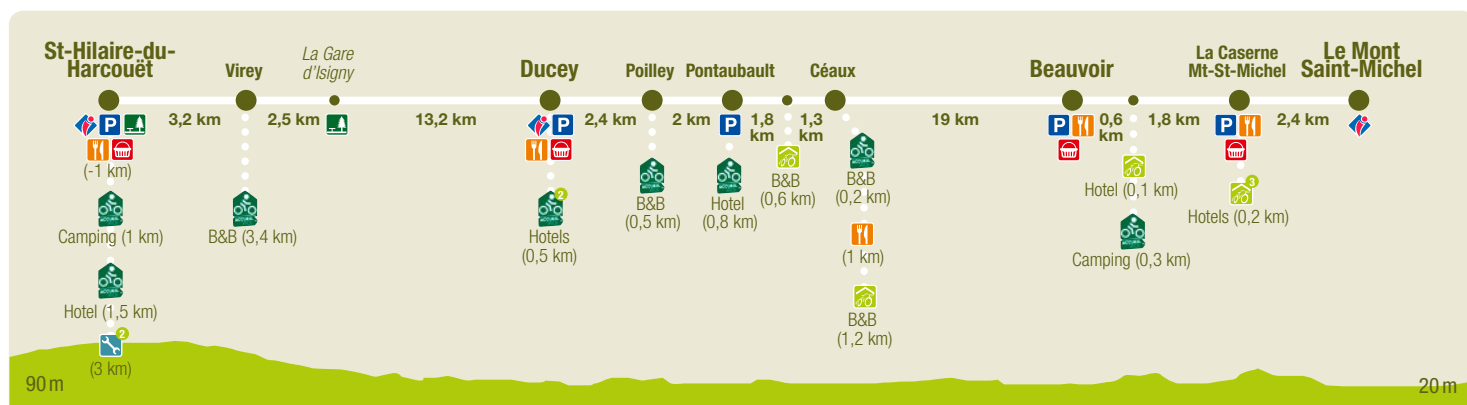 St-Hilaire-du-
Harcouët
Virey
La Gare
d'Isigny
Ducey
Poilley
Pontaubault
Céaux
Beauvoir
La Caserne
Mt-St-Michel
Le Mont
Saint-Michel
3,2 km
2,5 km
13,2 km
2,4 km
2 km
1,8
km
1,3
km
19 km
0,6
km
1,8 km
2,4 km
P
(-1 km)
Camping (1 km)
Hotel (1,5 km)
2
(3 km)
B&B (3,4 km)
P
2
Hotels
(0,5 km)
B&B
(0,5 km)
P
Hotel
(0,8 km)
B&B
(0,6 km)
B&B
(0,2 km)
(1 km)
B&B
(1,2 km)
P
Hotel (0,1 km)
Camping (0,3 km)
P
3
Hotels (0,2 km)
90 m
20 m